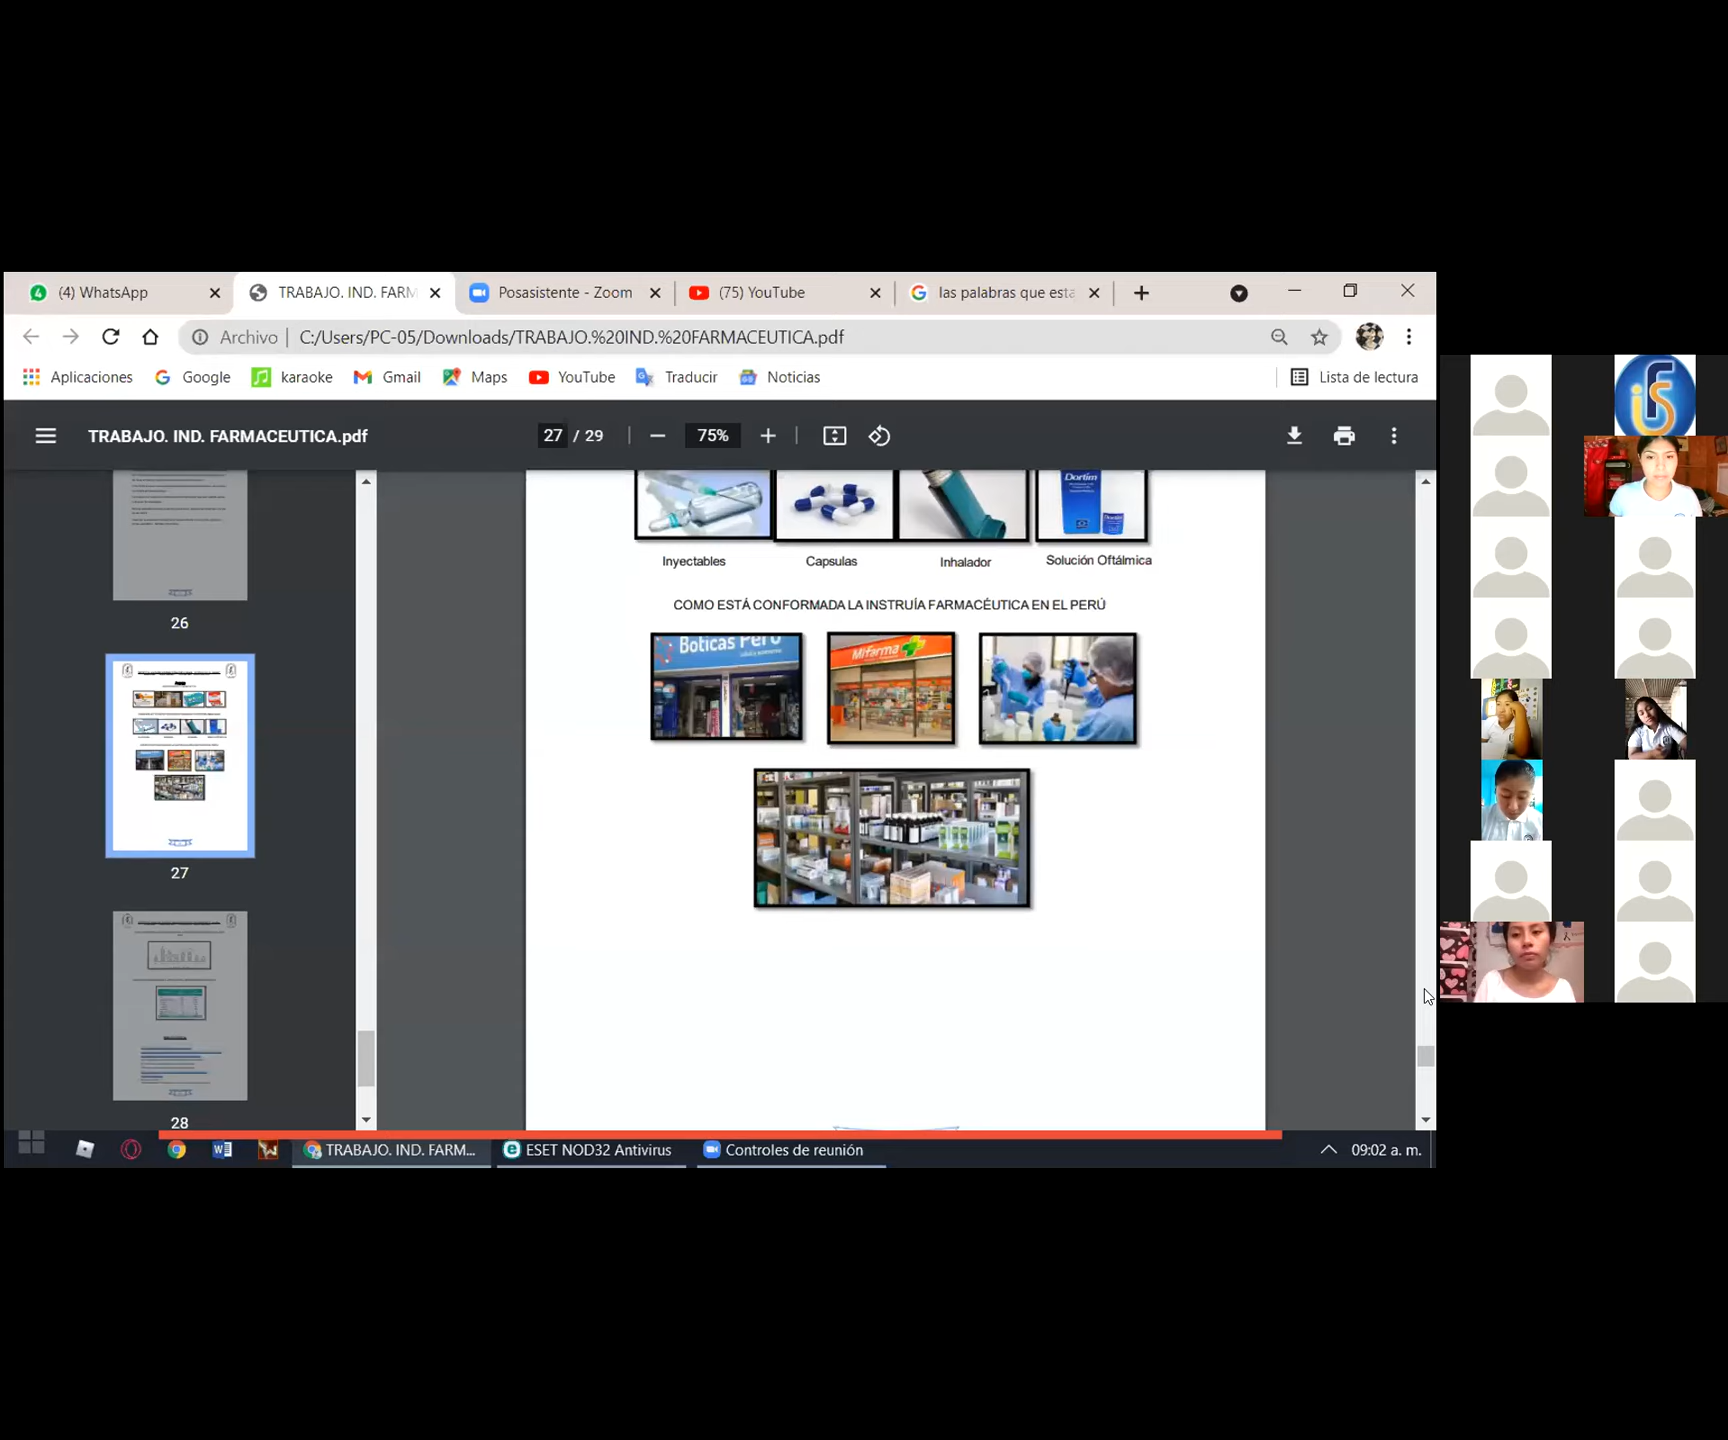 (4) WhatsApp
TRABAJO. IND. FARM
Posasistente - Zoom
(75) YouTube
las palabras que esta
Archivo
C:/Users/PC-05/Downloads/TRABAJO.%20IND.%20FARMACEUTICA.pdf
Aplicaciones
Google
karaoke
Gmail
Maps
YouTube
Traducir
Noticias
Lista de lectura
TRABAJO. IND. FARMACEUTICA.pdf
27 / 29
75%
26
27
28
Dortim
Inyectables
Capsulas
Inhalador
Solución Oftálmica
COMO ESTÁ CONFORMADA LA INSTRUÍA FARMACÉUTICA EN EL PERÚ
Boticas Perú
Mifarma
TRABAJO. IND. FARM...
ESET NOD32 Antivirus
Controles de reunión
09:02 a. m.